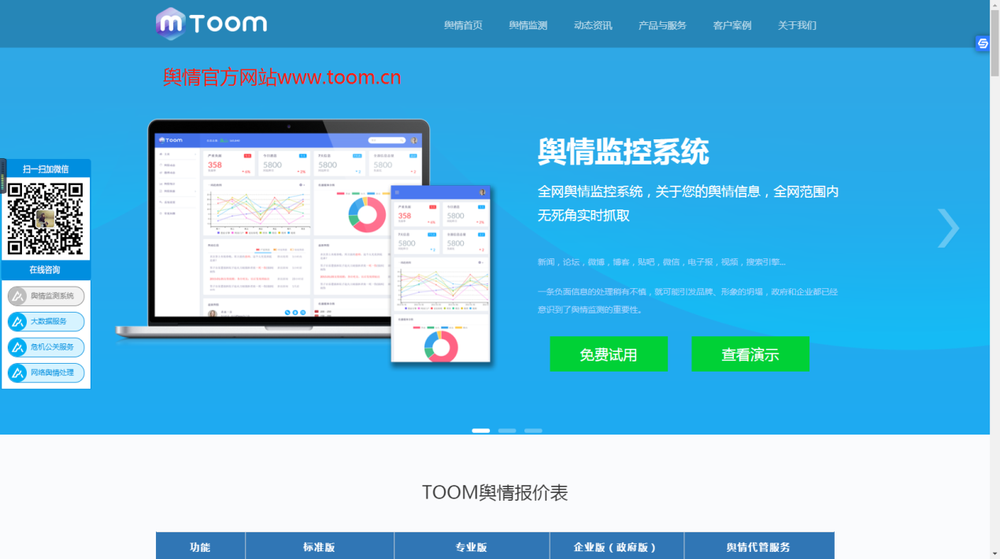 mToom
舆情首页 舆情监测 动态资讯 产品与服务 客户案例 关于我们
舆情官方网站www.toom.cn
扫一扫加微信
在线咨询
舆情监测系统
大数据服务
危机公关服务
网络舆情处理
Toom
358 5800 5800 5800
358 5800
5800 5800
舆情监控系统
全网舆情监控系统，关于您的舆情信息，全网范围内
无死角实时抓取
新闻，论坛，微博，博客，贴吧，微信，电子报，视频，搜索引擎...
一条负面信息的处理稍有不慎，就可能引发品牌、形象的坍塌，政府和企业都已经
意识到了舆情监测的重要性。
免费试用 查看演示
TOOM舆情报价表
功能 标准版 专业版 企业版（政府版） 舆情代管服务